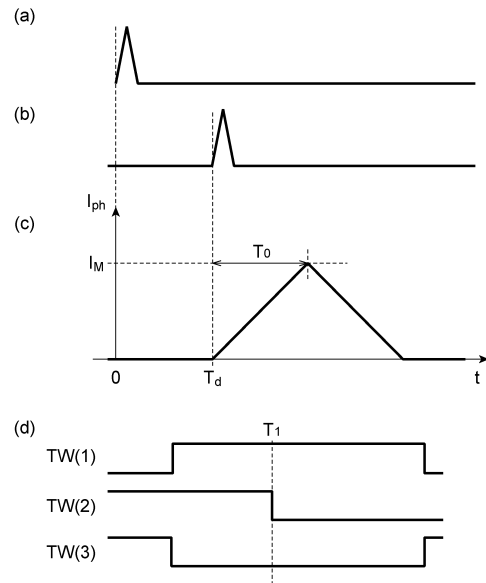 (a)
(b)
Iph
(c)
T0
IM
0
Td
t
(d)
T1
TW(1)
TW(2)
TW(3)